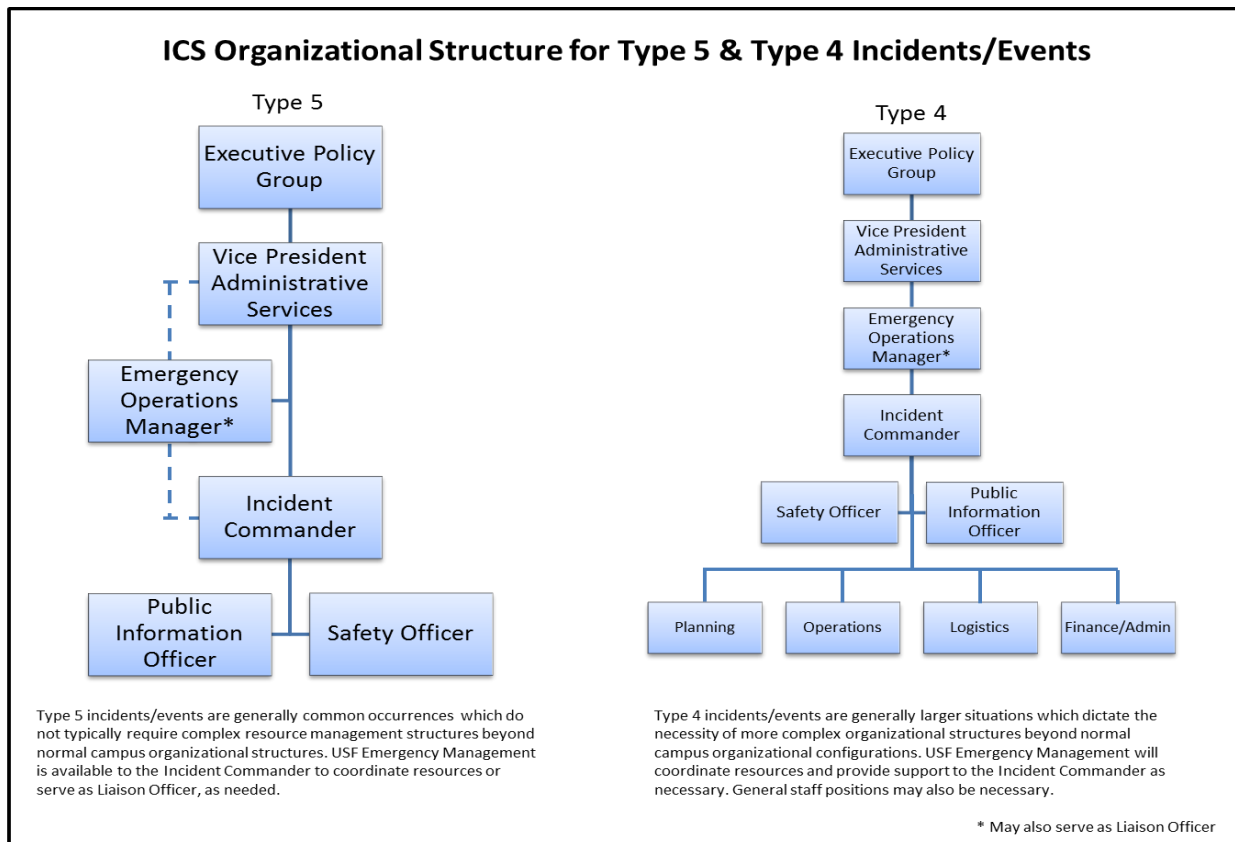 ICS Organizational Structure for Type 5 & Type 4 Incidents/Events
Type 5
Executive Policy
Group
Vice President
Administrative
Services
Emergency
Operations
Manager*
Incident
Commander
Public
Information
Officer
Safety Officer
Type 5 incidents/events are generally common occurrences which do
not typically require complex resource management structures beyond
normal campus organizational structures. USF Emergency Management
is available to the Incident Commander to coordinate resources or
serve as Liaison Officer, as needed.
Type 4
Executive Policy
Group
Vice President
Administrative
Services
Emergency
Operations
Manager*
Incident
Commander
Safety Officer
Public
Information
Officer
Planning
Operations
Logistics
Finance/Admin
Type 4 incidents/events are generally larger situations which dictate the
necessity of more complex organizational structures beyond normal
campus organizational configurations. USF Emergency Management will
coordinate resources and provide support to the Incident Commander as
necessary. General staff positions may also be necessary.
* May also serve as Liaison Officer